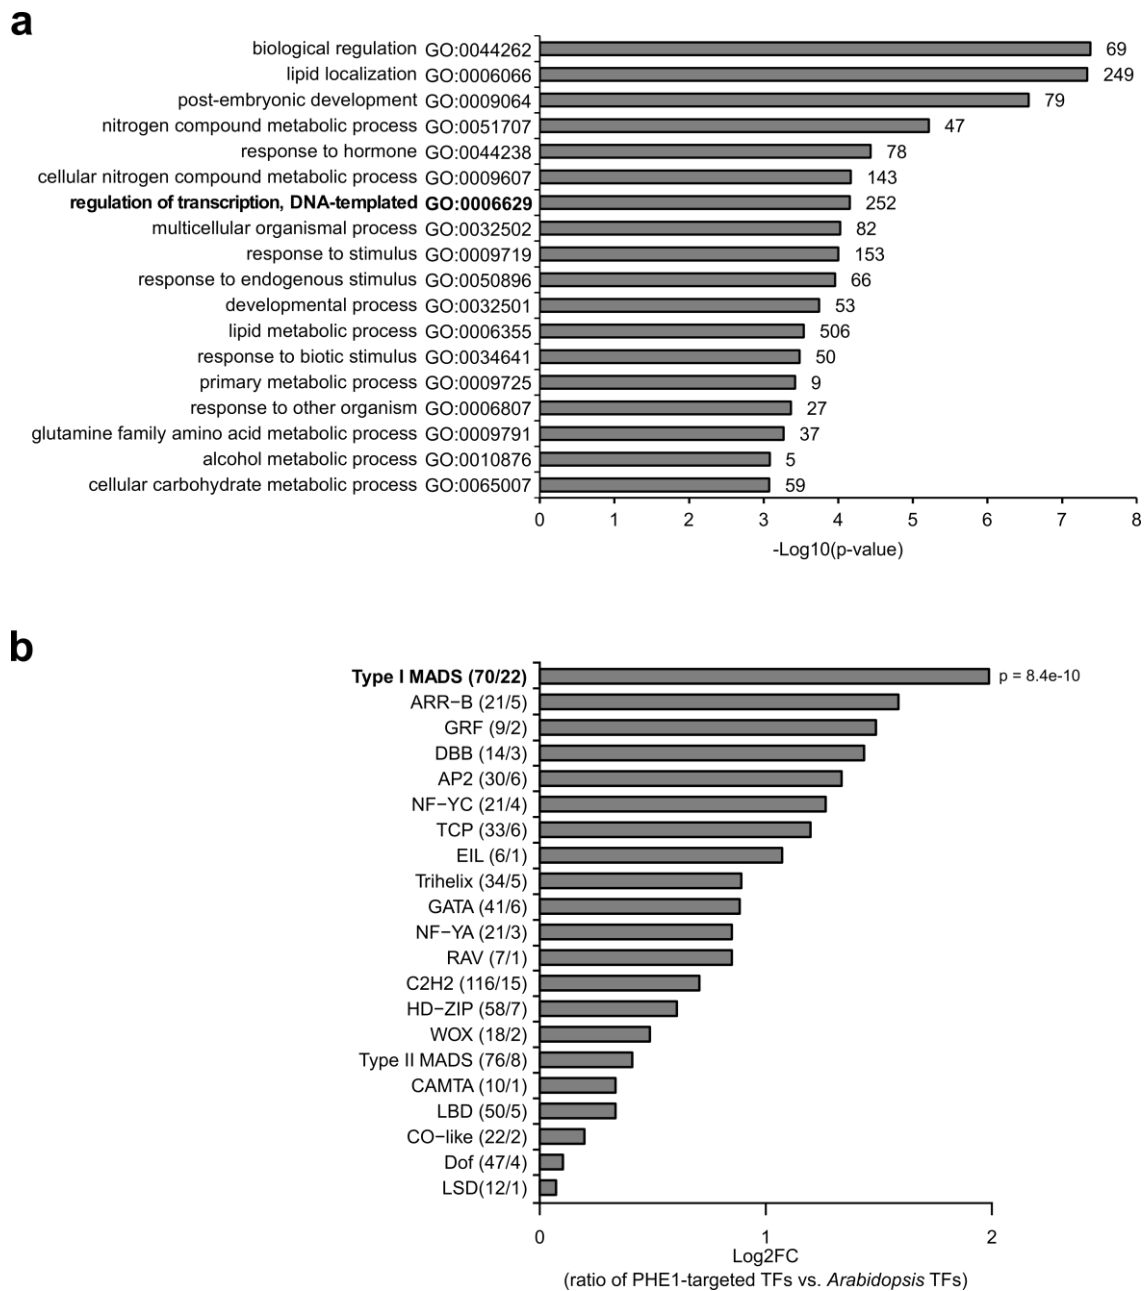 a
biological regulation GO:0044262 69
lipid localization GO:0006066 249
post-embryonic development GO:0009064 79
nitrogen compound metabolic process GO:0051707 47
response to hormone GO:0044238 78
cellular nitrogen compound metabolic process GO:0009607 143
regulation of transcription, DNA-templated GO:0006629 252
multicellular organismal process GO:0032502 82
response to stimulus GO:0009719 153
response to endogenous stimulus GO:0050896 66
developmental process GO:0032501 53
lipid metabolic process GO:0006355 506
response to biotic stimulus GO:0034641 50
primary metabolic process GO:0009725 9
response to other organism GO:0006807 27
glutamine family amino acid metabolic process GO:0009791 37
alcohol metabolic process GO:0010876 5
cellular carbohydrate metabolic process GO:0065007 59
0 1 2 3 4 5 6 7 8
-Log10(p-value)
b
Type I MADS (70/22) p = 8.4e-10
ARR−B (21/5)
GRF (9/2)
DBB (14/3)
AP2 (30/6)
NF−YC (21/4)
TCP (33/6)
EIL (6/1)
Trihelix (34/5)
GATA (41/6)
NF−YA (21/3)
RAV (7/1)
C2H2 (116/15)
HD−ZIP (58/7)
WOX (18/2)
Type II MADS (76/8)
CAMTA (10/1)
LBD (50/5)
CO−like (22/2)
Dof (47/4)
LSD(12/1)
0 1 2
Log2FC
(ratio of PHE1-targeted TFs vs. Arabidopsis TFs)